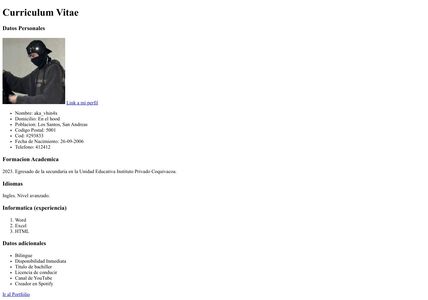 Curriculum Vitae
Datos Personales
Link a mi perfil
Nombre: aka_vhin4s
Domicilio: En el hood
Poblacion: Los Santos, San Andreas
Codigo Postal: 5001
Cod: #293833
Fecha de Nacimiento: 26-09-2006
Telefono: 412412
Formacion Academica
2023. Egresado de la secundaria en la Unidad Educativa Instituto Privado Coquivacoa.
Idiomas
Ingles. Nivel avanzado.
Informatica (experiencia)
1. Word
2. Excel
3. HTML
Datos adicionales
Bilingue
Disponibilidad Inmediata
Titulo de bachiller
Licencia de conducir
Canal de YouTube
Creador en Spotify
Ir al Portfolio